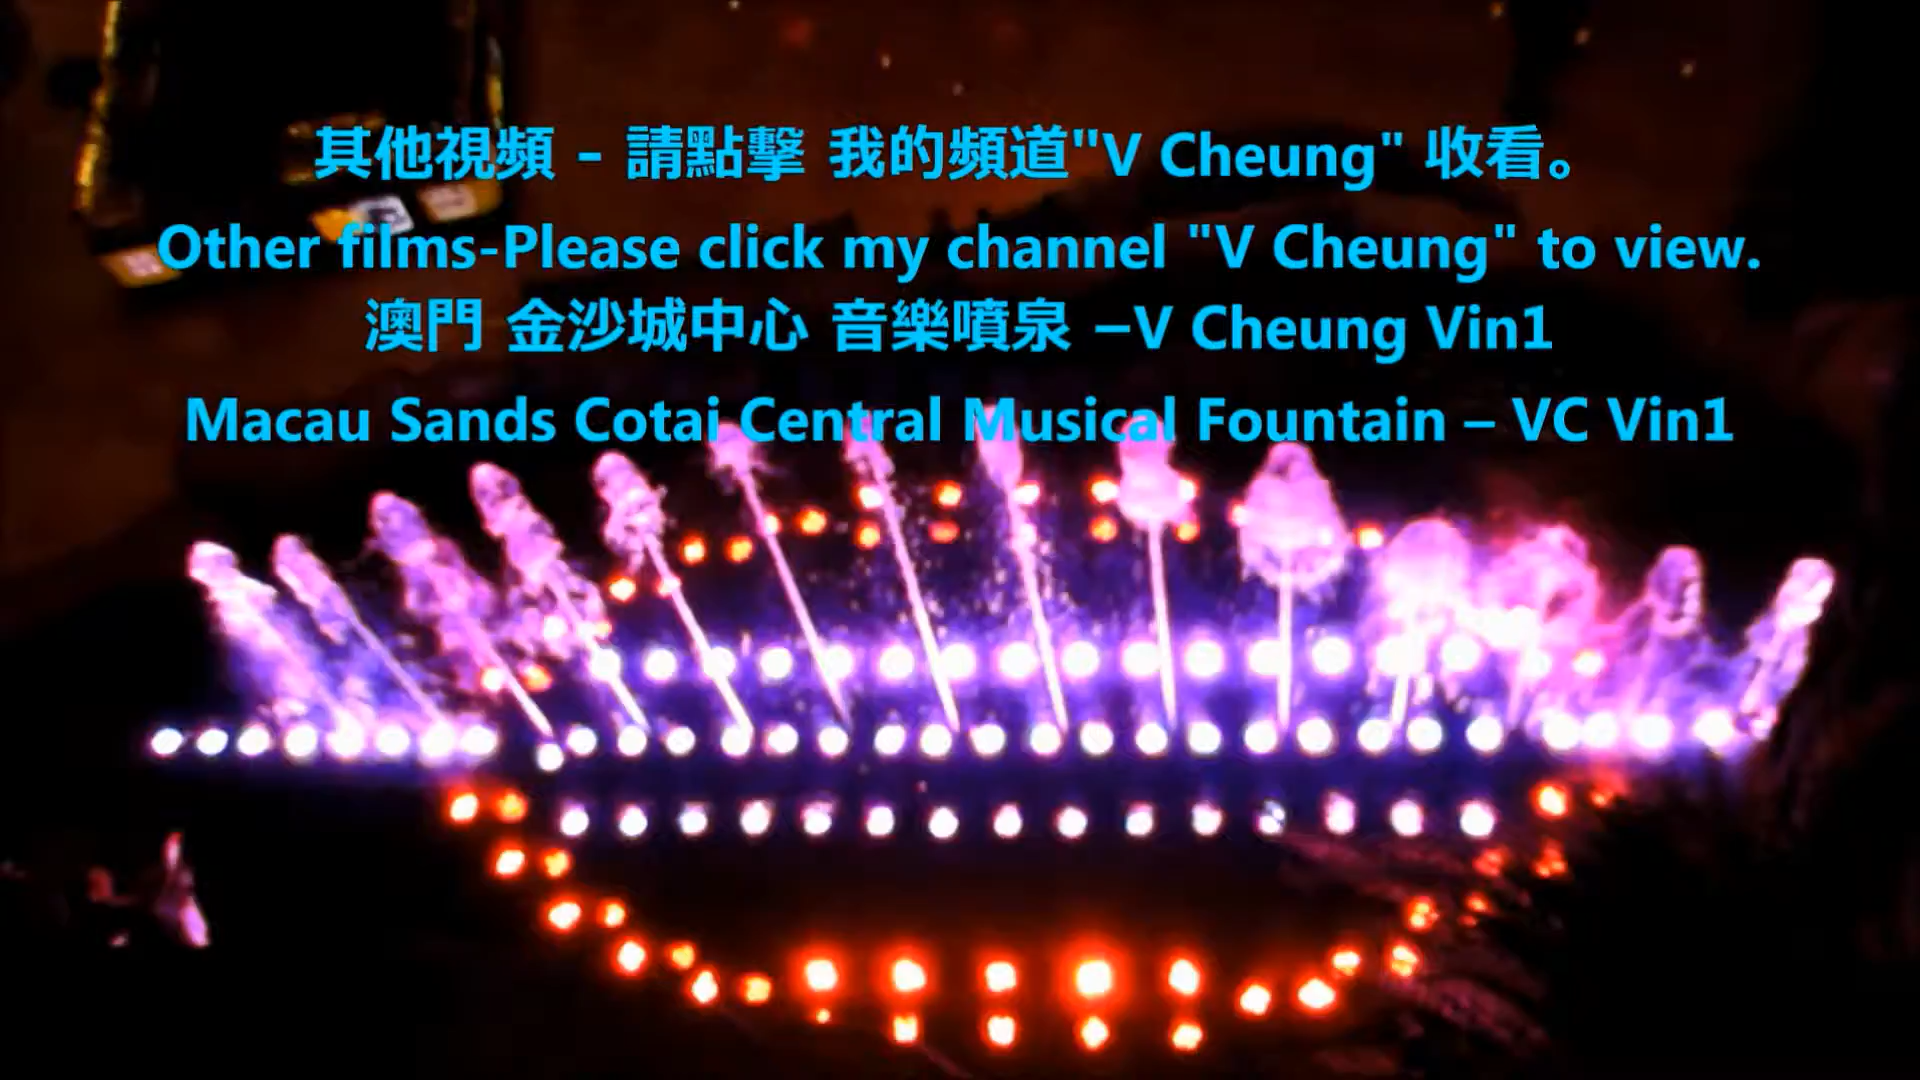 其他視頻 - 請點擊 我的頻道"V Cheung" 收看。
Other films-Please click my channel "V Cheung" to view.
澳門 金沙城中心 音樂噴泉 –V Cheung Vin1
Macau Sands Cotai Central Musical Fountain – VC Vin1